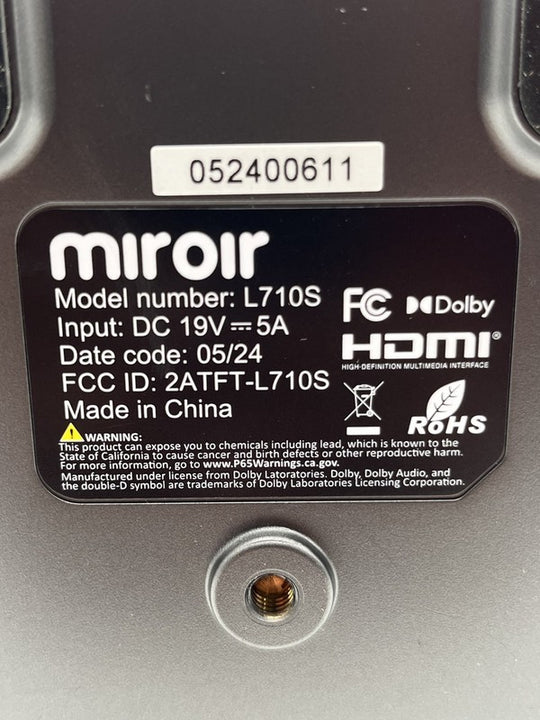 052400611
miroir
Model number: L710S
Input: DC 19V⎓5A
Date code: 05/24
FCC ID: 2ATFT-L710S
Made in China
FC Dolby
HDMI®
HIGH-DEFINITION MULTIMEDIA INTERFACE
RoHS
WARNING:
This product can expose you to chemicals including lead, which is known to the
State of California to cause cancer and birth defects or other reproductive harm.
For more information, go to www.P65Warnings.ca.gov.
Manufactured under license from Dolby Latoratories. Dolby, Dolby Audio, and
the double-D symbol are trademarks of Dolby Laboratories Licensing Corporation.